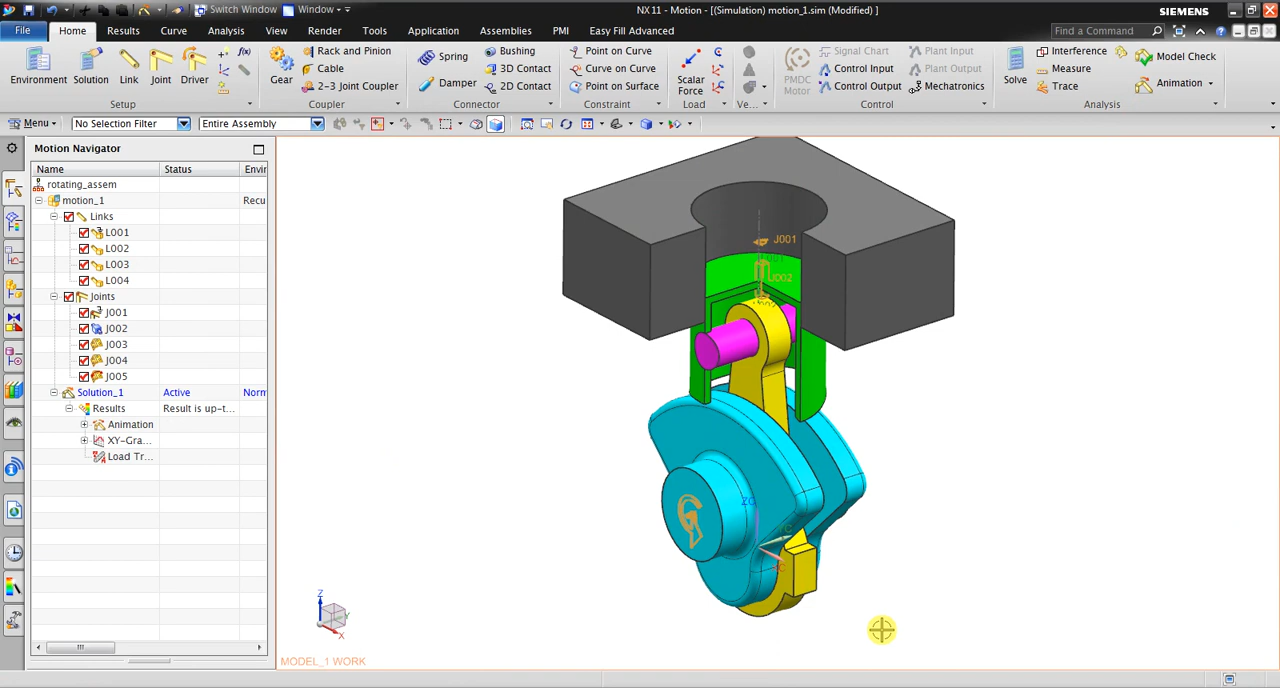 Switch Window Window NX 11 - Motion - [(Simulation) motion_1.sim (Modified) ] SIEMENS
File Home Results Curve Analysis View Render Tools Application Assemblies PMI Easy Fill Advanced Find a Command
Environment Solution Link Joint Driver f(x)
Setup
Gear Rack and Pinion
Cable
2-3 Joint Coupler
Coupler
Spring Bushing
Damper 3D Contact
2D Contact
Connector
Point on Curve
Curve on Curve
Point on Surface
Constraint
Scalar Force
Load
Ve...
PMDC Motor Signal Chart Plant Input
Control Input Plant Output
Control Output Mechatronics
Control
Solve Interference
Measure
Trace
Model Check
Animation
Analysis
Menu No Selection Filter Entire Assembly
Motion Navigator
Name Status Envir
rotating_assem
motion_1 Recu
Links
L001
L002
L003
L004
Joints
J001
J002
J003
J004
J005
Solution_1 Active Norm
Results Result is up-t...
Animation
XY-Gra...
Load Tr...
J001
J002
ZC
Z
Y
X
MODEL_1 WORK